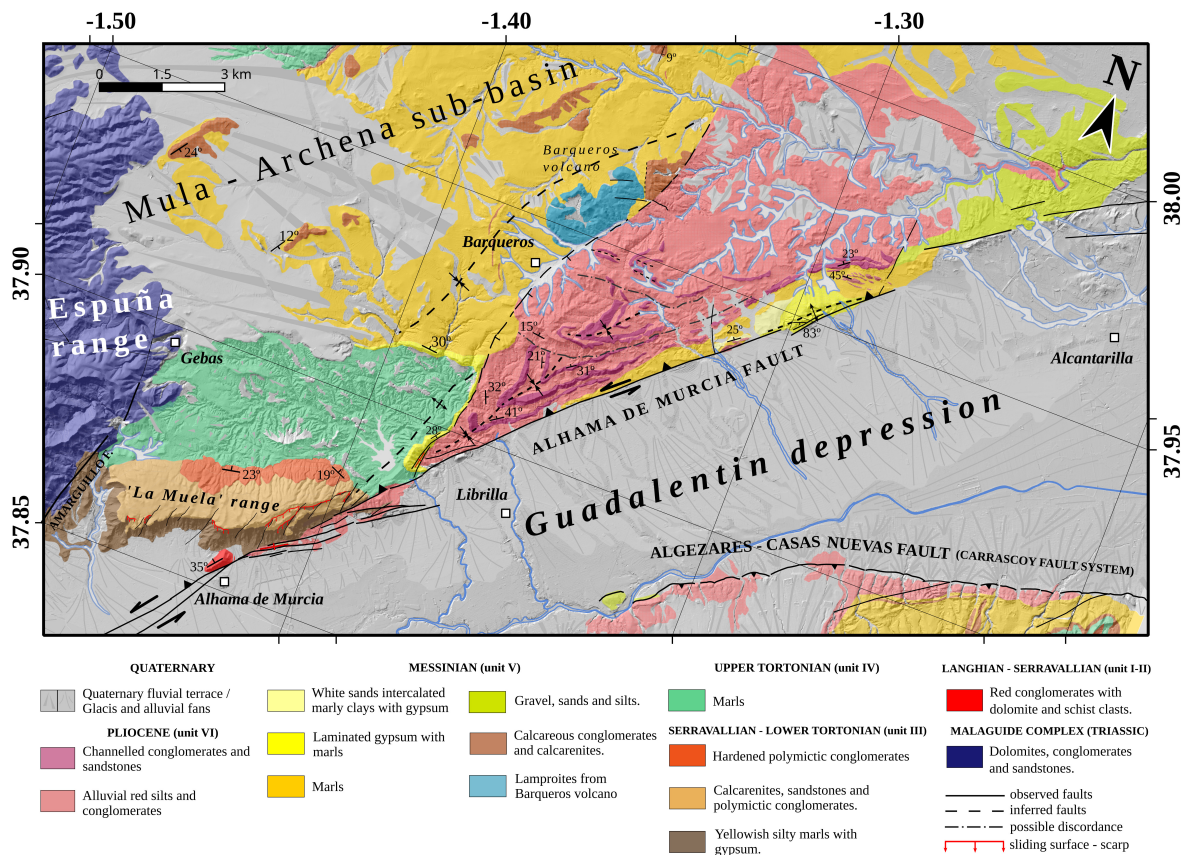 -1.50
-1.40
-1.30
0
1.5
3 km
N
9º
Mula - Archena sub-basin
24º
Barqueros
volcano
12º
Barqueros
23º
45º
38.00
37.90
Espuña
range
Gebas
30º
15º
21º
31º
25º
83º
Alcantarilla
32º
41º
28º
ALHAMA DE MURCIA FAULT
Guadalentin depression
37.95
AMARGUILLO F.
23º
19º
'La Muela' range
Librilla
37.85
35º
Alhama de Murcia
ALGEZARES - CASAS NUEVAS FAULT (CARRASCOY FAULT SYSTEM)
QUATERNARY
Quaternary fluvial terrace /
Glacis and alluvial fans
PLIOCENE (unit VI)
Channelled conglomerates and
sandstones
Alluvial red silts and
conglomerates
MESSINIAN (unit V)
White sands intercalated
marly clays with gypsum
Laminated gypsum with
marls
Marls
Gravel, sands and silts.
Calcareous conglomerates
and calcarenites.
Lamproites from
Barqueros volcano
UPPER TORTONIAN (unit IV)
Marls
SERRAVALLIAN - LOWER TORTONIAN (unit III)
Hardened polymictic conglomerates
Calcarenites, sandstones and
polymictic conglomerates.
Yellowish silty marls with
gypsum.
LANGHIAN - SERRAVALLIAN (unit I-II)
Red conglomerates with
dolomite and schist clasts.
MALAGUIDE COMPLEX (TRIASSIC)
Dolomites, conglomerates
and sandstones.
observed faults
inferred faults
possible discordance
sliding surface - scarp